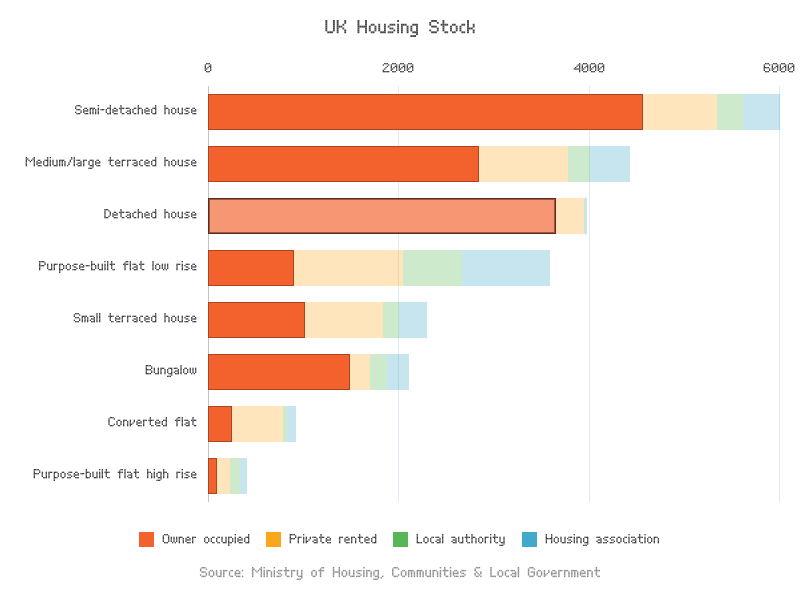 UK Housing Stock
0 2000 4000 6000
Semi-detached house
Medium/large terraced house
Detached house
Purpose-built flat low rise
Small terraced house
Bungalow
Converted flat
Purpose-built flat high rise
Owner occupied Private rented Local authority Housing association
Source: Ministry of Housing, Communities & Local Government